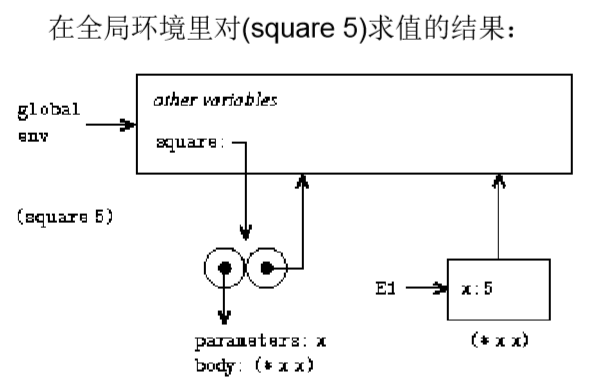 在全局环境里对(square 5)求值的结果：
other variables
global
env
square:
(square 5)
E1
x:5
parameters: x
body: (* x x)
(* x x)